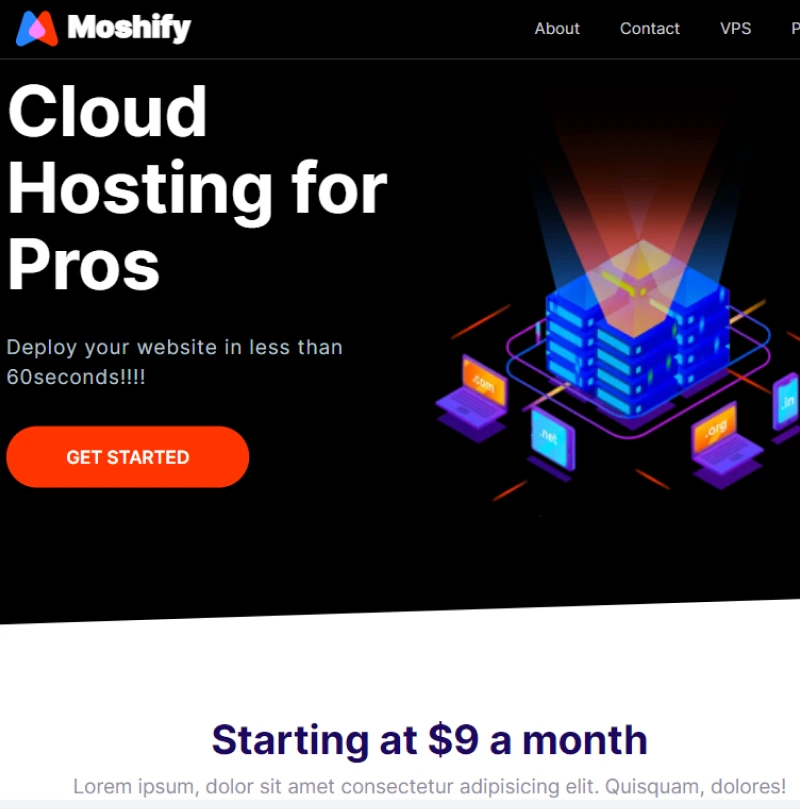 Moshify
About Contact VPS P
Cloud
Hosting for
Pros
Deploy your website in less than
60seconds!!!!
GET STARTED
.com
.net
.org
.in
Starting at $9 a month
Lorem ipsum, dolor sit amet consectetur adipisicing elit. Quisquam, dolores!